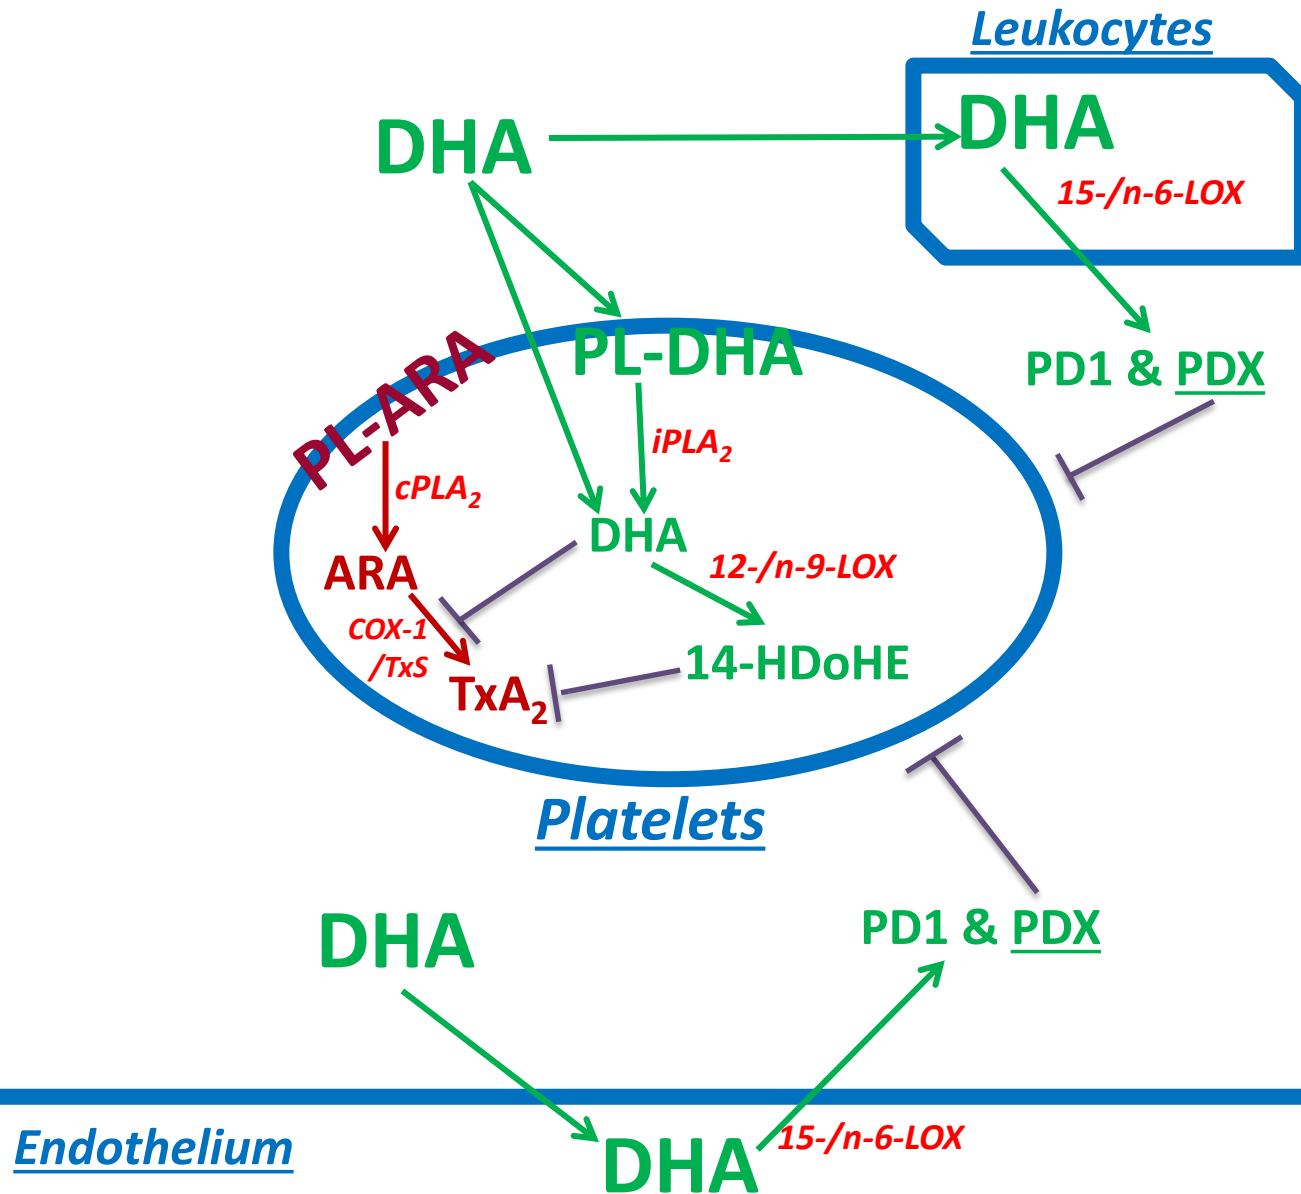 Leukocytes
DHA
DHA
15-/n-6-LOX
PL-ARA
PL-DHA
PD1 & PDX
iPLA₂
cPLA₂
DHA
ARA
12-/n-9-LOX
COX-1
/TxS
14-HDoHE
TxA₂
Platelets
DHA
PD1 & PDX
Endothelium
DHA
15-/n-6-LOX